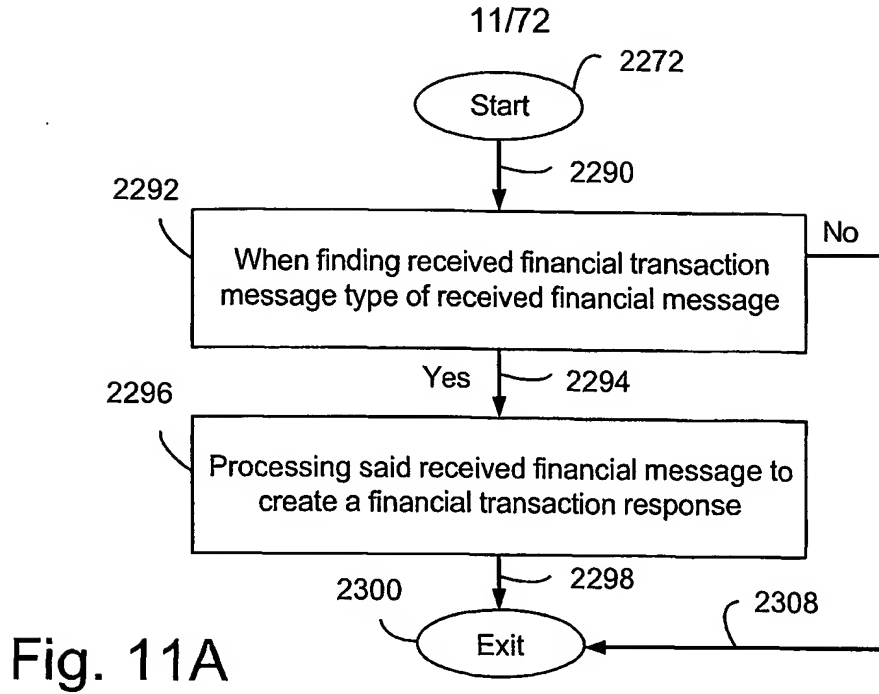 11/72
2272
Start
2290
2292
No
When finding received financial transaction
message type of received financial message
Yes
2294
2296
Processing said received financial message to
create a financial transaction response
2298
2300
2308
Exit
Fig. 11A